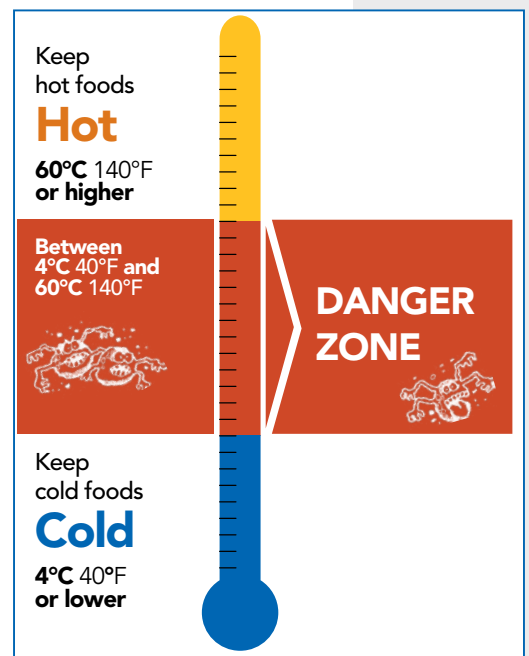 Keep
hot foods
Hot
60°C 140°F
or higher
Between
4°C 40°F and
60°C 140°F
DANGER
ZONE
Keep
cold foods
Cold
4°C 40°F
or lower